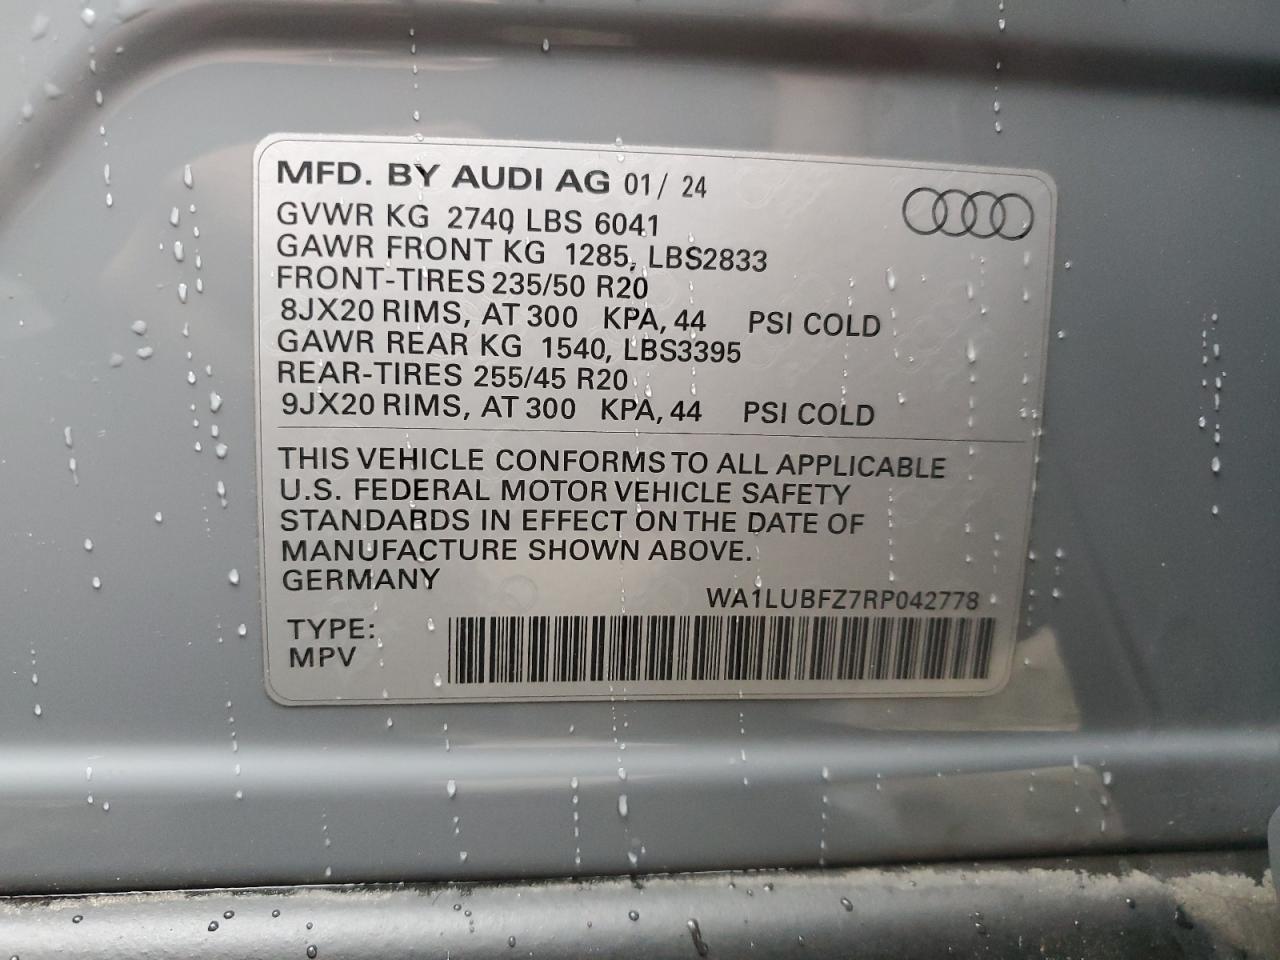 MFD. BY AUDI AG 01/ 24
GVWR KG 2740 LBS 6041
GAWR FRONT KG 1285, LBS2833
FRONT-TIRES 235/50 R20
8JX20 RIMS, AT 300 KPA, 44 PSI COLD
GAWR REAR KG 1540, LBS3395
REAR-TIRES 255/45 R20
9JX20 RIMS, AT 300 KPA, 44 PSI COLD
THIS VEHICLE CONFORMS TO ALL APPLICABLE
U.S. FEDERAL MOTOR VEHICLE SAFETY
STANDARDS IN EFFECT ON THE DATE OF
MANUFACTURE SHOWN ABOVE.
GERMANY
WA1LUBFZ7RP042778
TYPE:
MPV